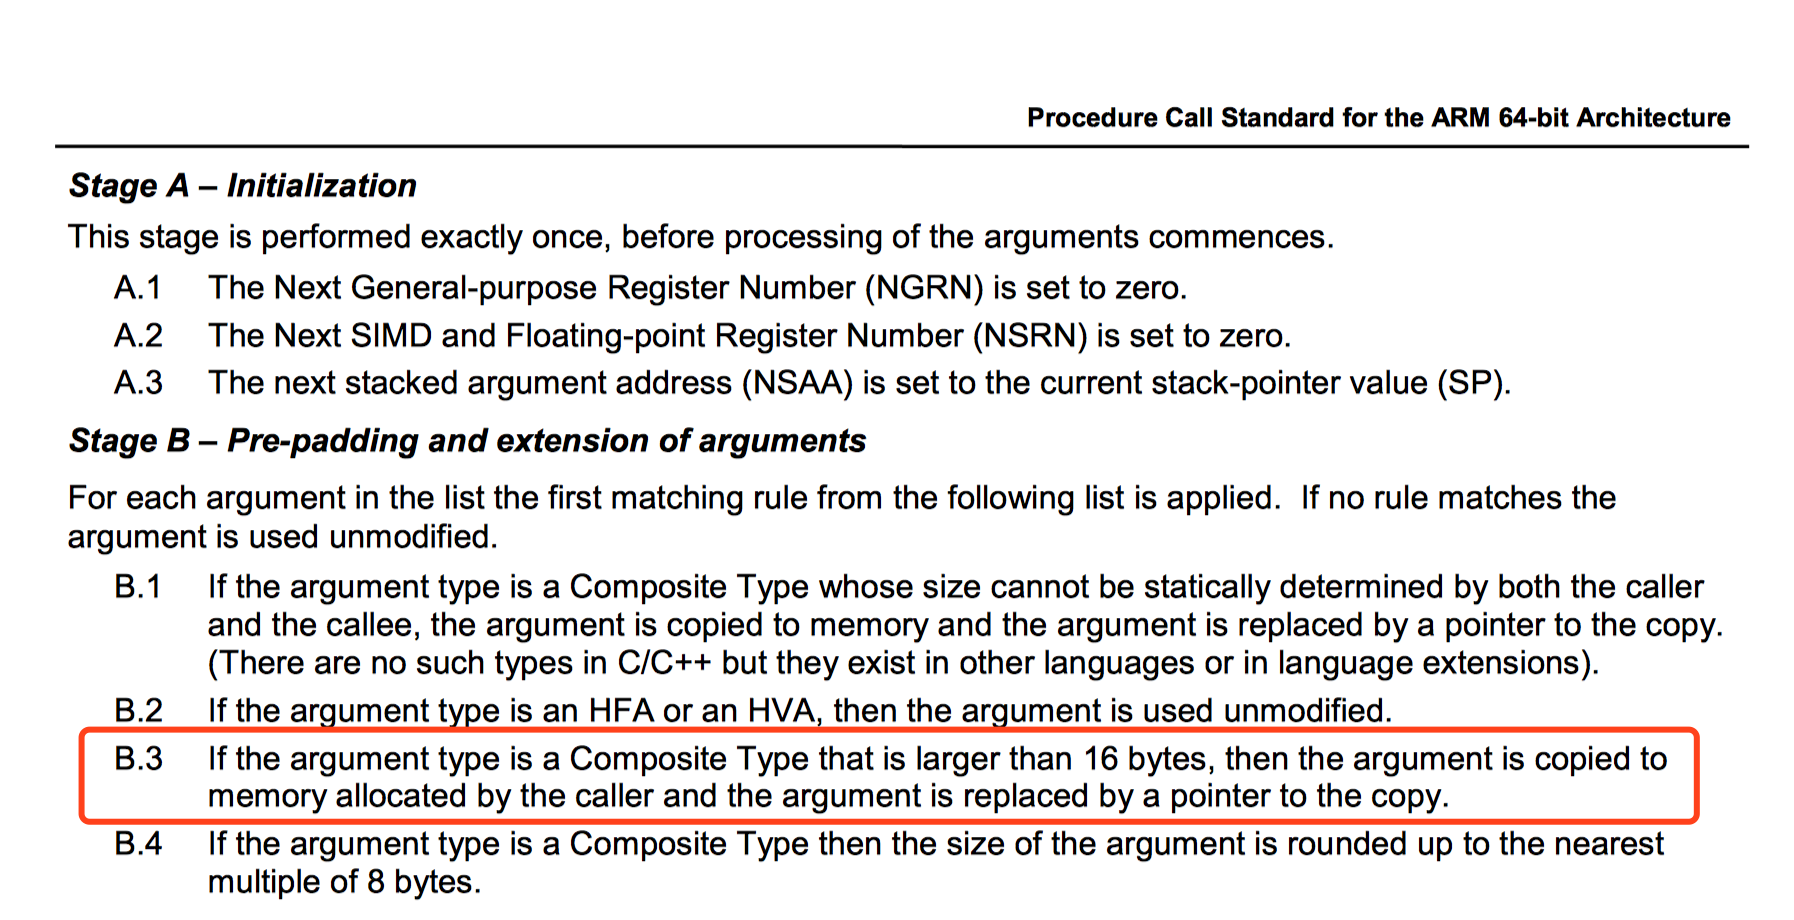 Procedure Call Standard for the ARM 64-bit Architecture
Stage A – Initialization
This stage is performed exactly once, before processing of the arguments commences.
A.1 The Next General-purpose Register Number (NGRN) is set to zero.
A.2 The Next SIMD and Floating-point Register Number (NSRN) is set to zero.
A.3 The next stacked argument address (NSAA) is set to the current stack-pointer value (SP).
Stage B – Pre-padding and extension of arguments
For each argument in the list the first matching rule from the following list is applied.  If no rule matches the
argument is used unmodified.
B.1 If the argument type is a Composite Type whose size cannot be statically determined by both the caller
and the callee, the argument is copied to memory and the argument is replaced by a pointer to the copy.
(There are no such types in C/C++ but they exist in other languages or in language extensions).
B.2 If the argument type is an HFA or an HVA, then the argument is used unmodified.
B.3 If the argument type is a Composite Type that is larger than 16 bytes, then the argument is copied to
memory allocated by the caller and the argument is replaced by a pointer to the copy.
B.4 If the argument type is a Composite Type then the size of the argument is rounded up to the nearest
multiple of 8 bytes.